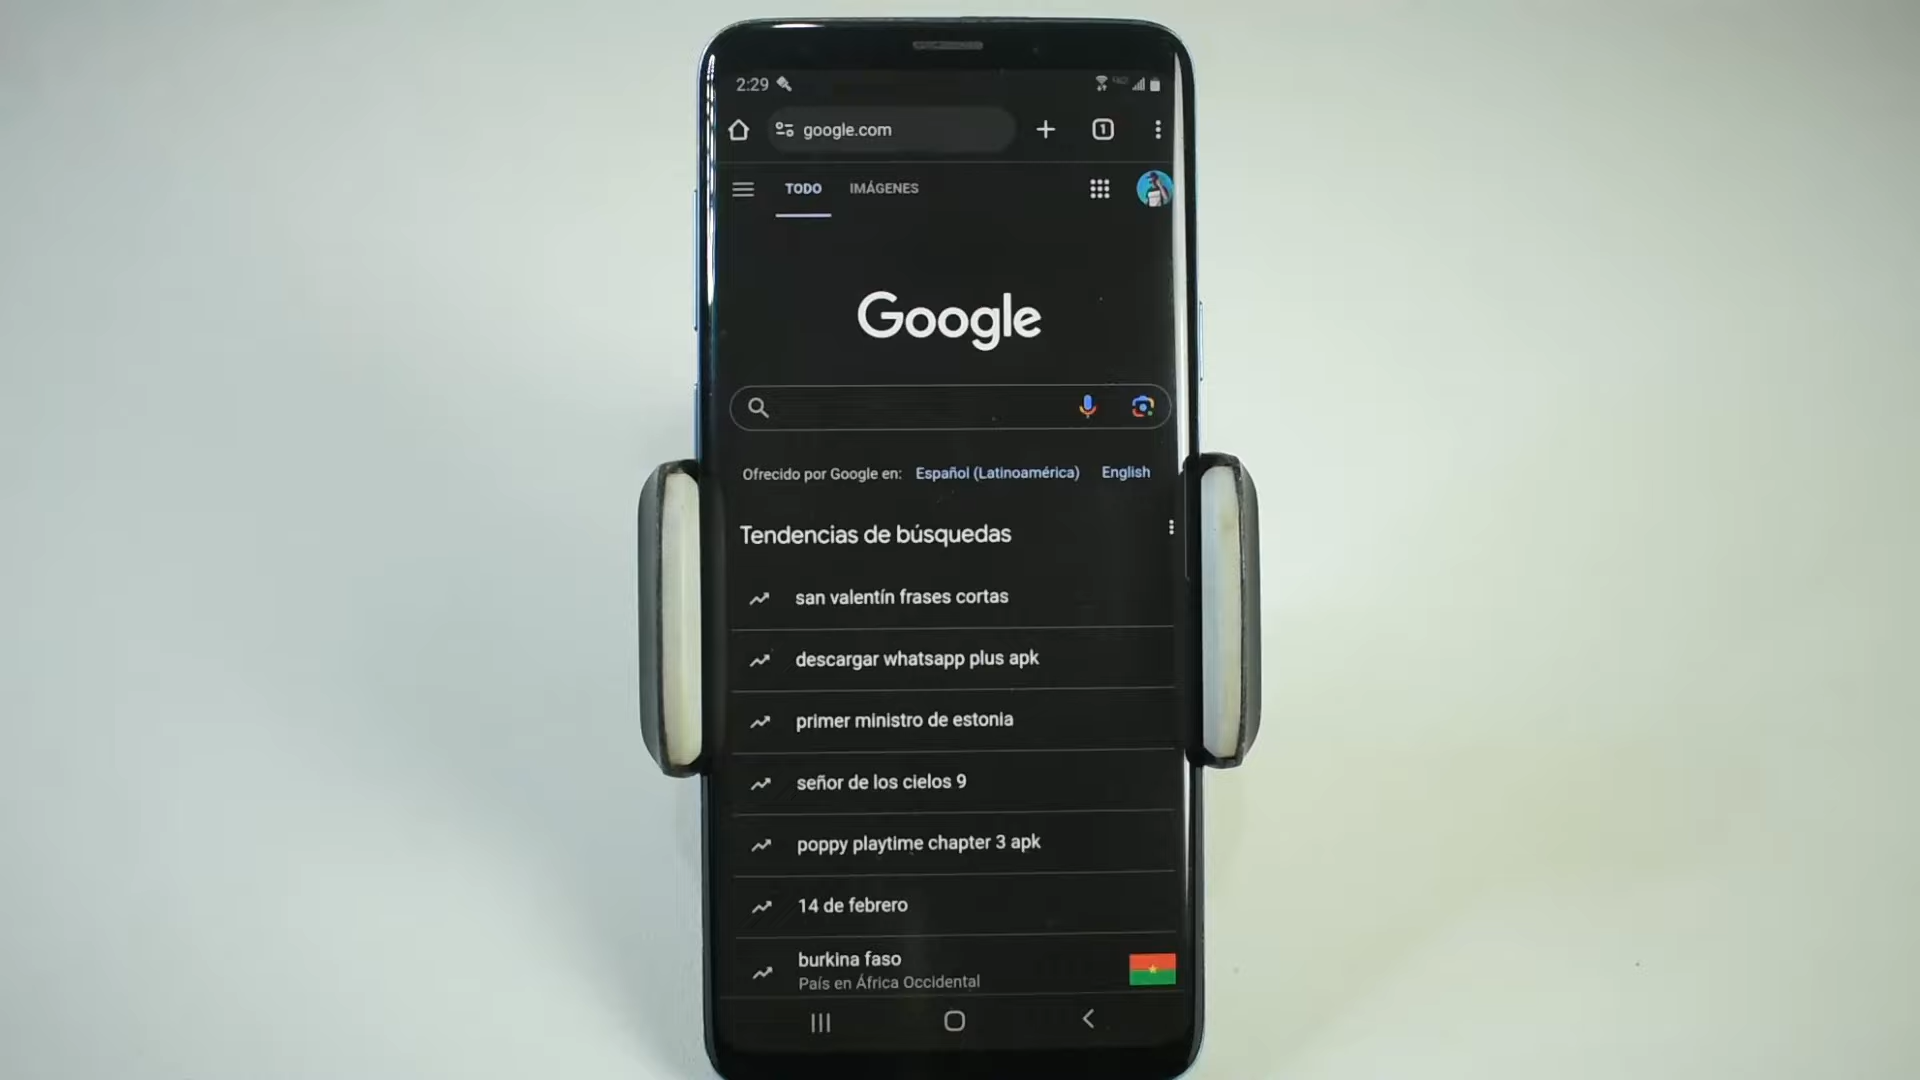 2:29
google.com
1
TODO IMÁGENES
Google
Ofrecido por Google en: Español (Latinoamérica) English
Tendencias de búsquedas
san valentín frases cortas
descargar whatsapp plus apk
primer ministro de estonia
señor de los cielos 9
poppy playtime chapter 3 apk
14 de febrero
burkina faso
País en África Occidental